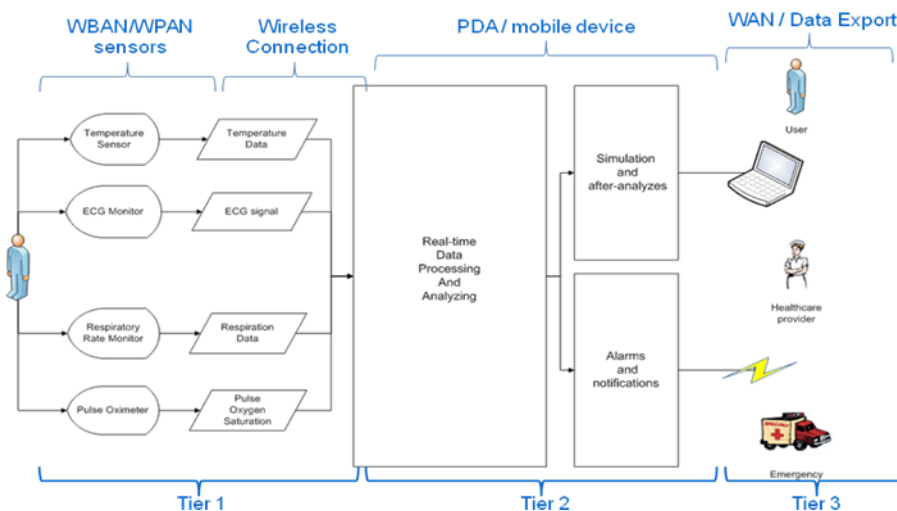 WBAN/WPAN
sensors
Wireless
Connection
PDA / mobile device
WAN / Data Export
Temperature
Sensor
Temperature
Data
ECG Monitor
ECG signal
Respiratory
Rate Monitor
Respiration
Data
Pulse Oximeter
Pulse
Oxygen
Saturation
Real-time
Data
Processing
And
Analyzing
Simulation
and
after-analyzes
Alarms
and
notifications
User
Healthcare
provider
Emergency
Tier 1
Tier 2
Tier 3